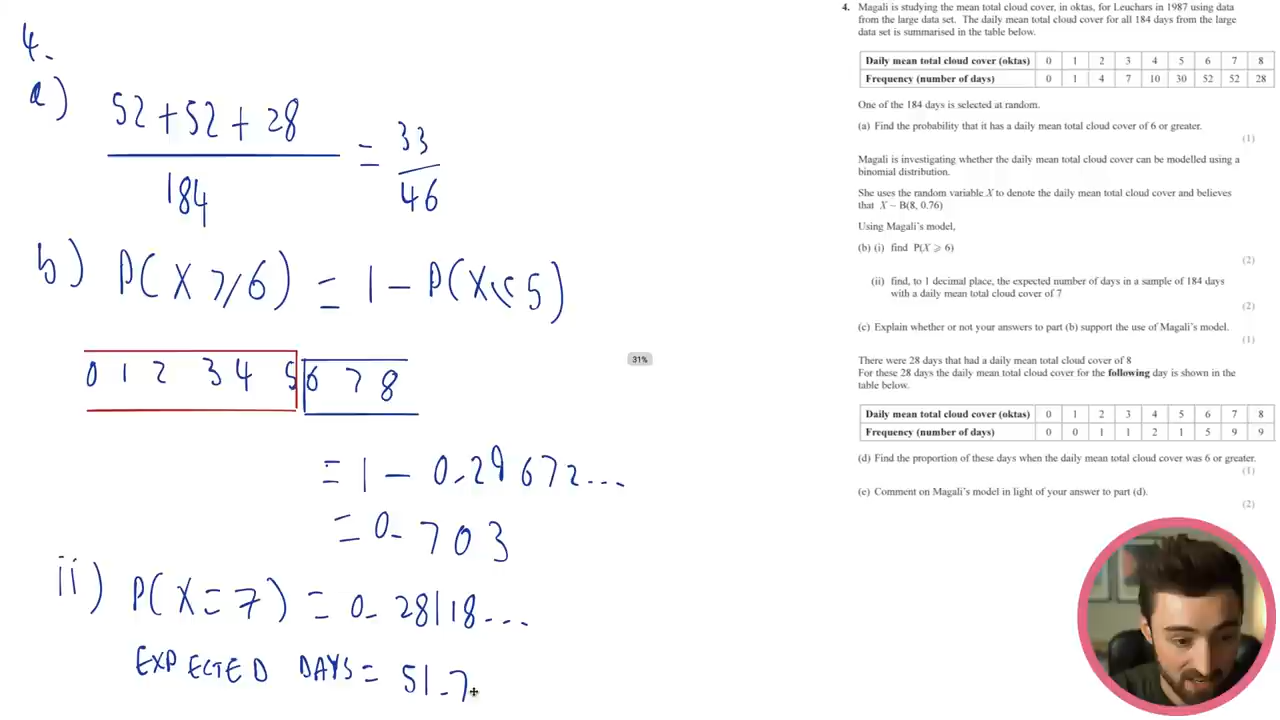 4.
a) 52 + 52 + 28 / 184 = 33 / 46
b) P(X ⩾ 6) = 1 - P(X ⩽ 5)
0 1 2 3 4 5 6 7 8
= 1 - 0.29672...
= 0.703
ii) P(X = 7) = 0.28118...
EXPECTED DAYS = 51.7
31%
4. Magali is studying the mean total cloud cover, in oktas, for Leuchars in 1987 using data
from the large data set. The daily mean total cloud cover for all 184 days from the large
data set is summarised in the table below.
Daily mean total cloud cover (oktas) 0 1 2 3 4 5 6 7 8
Frequency (number of days) 0 1 4 7 10 30 52 52 28
One of the 184 days is selected at random.
(a) Find the probability that it has a daily mean total cloud cover of 6 or greater.
(1)
Magali is investigating whether the daily mean total cloud cover can be modelled using a
binomial distribution.
She uses the random variable X to denote the daily mean total cloud cover and believes
that X ~ B(8, 0.76)
Using Magali's model,
(b) (i) find P(X ⩾ 6)
(2)
(ii) find, to 1 decimal place, the expected number of days in a sample of 184 days
with a daily mean total cloud cover of 7
(2)
(c) Explain whether or not your answers to part (b) support the use of Magali's model.
(1)
There were 28 days that had a daily mean total cloud cover of 8
For these 28 days the daily mean total cloud cover for the following day is shown in the
table below.
Daily mean total cloud cover (oktas) 0 1 2 3 4 5 6 7 8
Frequency (number of days) 0 0 1 1 2 1 5 9 9
(d) Find the proportion of these days when the daily mean total cloud cover was 6 or greater.
(1)
(e) Comment on Magali's model in light of your answer to part (d).
(2)